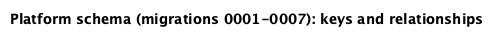 Platform schema (migrations 0001–0007): keys and relationships